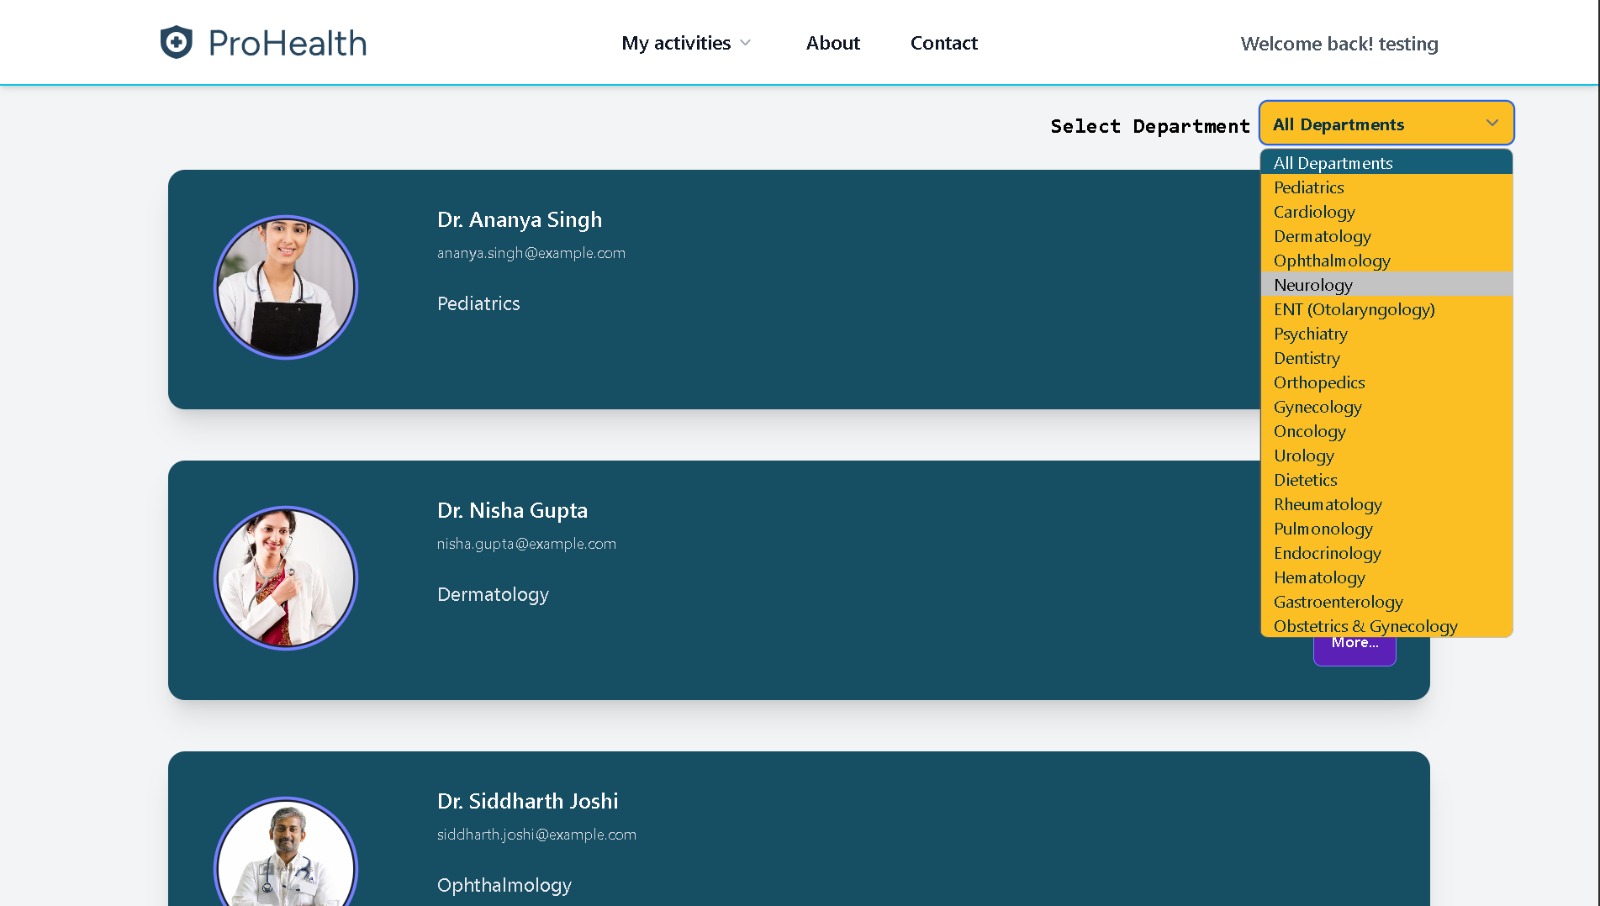 ProHealth
My activities
About
Contact
Welcome back! testing
Select Department
All Departments
All Departments
Pediatrics
Cardiology
Dermatology
Ophthalmology
Neurology
ENT (Otolaryngology)
Psychiatry
Dentistry
Orthopedics
Gynecology
Oncology
Urology
Dietetics
Rheumatology
Pulmonology
Endocrinology
Hematology
Gastroenterology
Obstetrics & Gynecology
Dr. Ananya Singh
ananya.singh@example.com
Pediatrics
Dr. Nisha Gupta
nisha.gupta@example.com
Dermatology
More...
Dr. Siddharth Joshi
siddharth.joshi@example.com
Ophthalmology